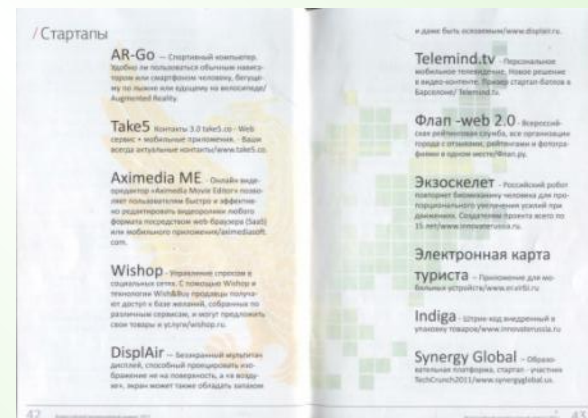 /Стартапы
AR-Go – Спортивный компьютер.
Удобно ли пользоваться обычным навига-
тором или смартфоном человеку, бегуще-
му по лыжне или едущему на велосипеде/
Augmented Reality.
Take5 Контакты 3.0 take5.co - Web
сервис + мобильные приложения. - Ваши
всегда актуальные контакты/www.take5.co.
Aximedia ME - Онлайн виде-
оредактор «Aximedia Movie Editor» позво-
ляет пользователям быстро и эффектив-
но редактировать видеоролики любого
формата посредством web-браузера (SaaS)
или мобильного приложения/aximediasoft.
com.
Wishop - Управление спросом в
социальных сетях. С помощью Wishop и
технологии Wish&Buy продавцы получа-
ют доступ к базе желаний, собранных по
различным сервисам, и могут предложить
свои товары и услуги/wishop.ru.
DisplAir – Безэкранный мультитач
дисплей, способный проецировать изо-
бражение не на поверхность, а «в возду-
хе», экран может также обладать запахом
42
и даже быть осязаемым/www.displair.ru.
Telemind.tv - Персональное
мобильное телевидение. Новое решение
в видео-контенте. Призер стартап-батлов в
Барселоне/ Telemind.tv.
Флап -web 2.0 - Всероссий-
ская рейтинговая служба, все организации
города с отзывами, рейтингами и фотогра-
фиями в одном месте/Флап.ру.
Экзоскелет - Российский робот
повторяет биомеханику человека для про-
порционального увеличения усилий при
движениях. Создателям проекта всего по
15 лет/www.innovaterussia.ru.
Электронная карта
туриста – Приложение для мо-
бильных устройств/www.er.virbi.ru
Indiga - Штрих-код внедренный в
упаковку товаров/www.innovaterussia.ru
Synergy Global – Образо-
вательная платформа, стартап - участник
TechCrunch2011/www.synergyglobal.us.
43